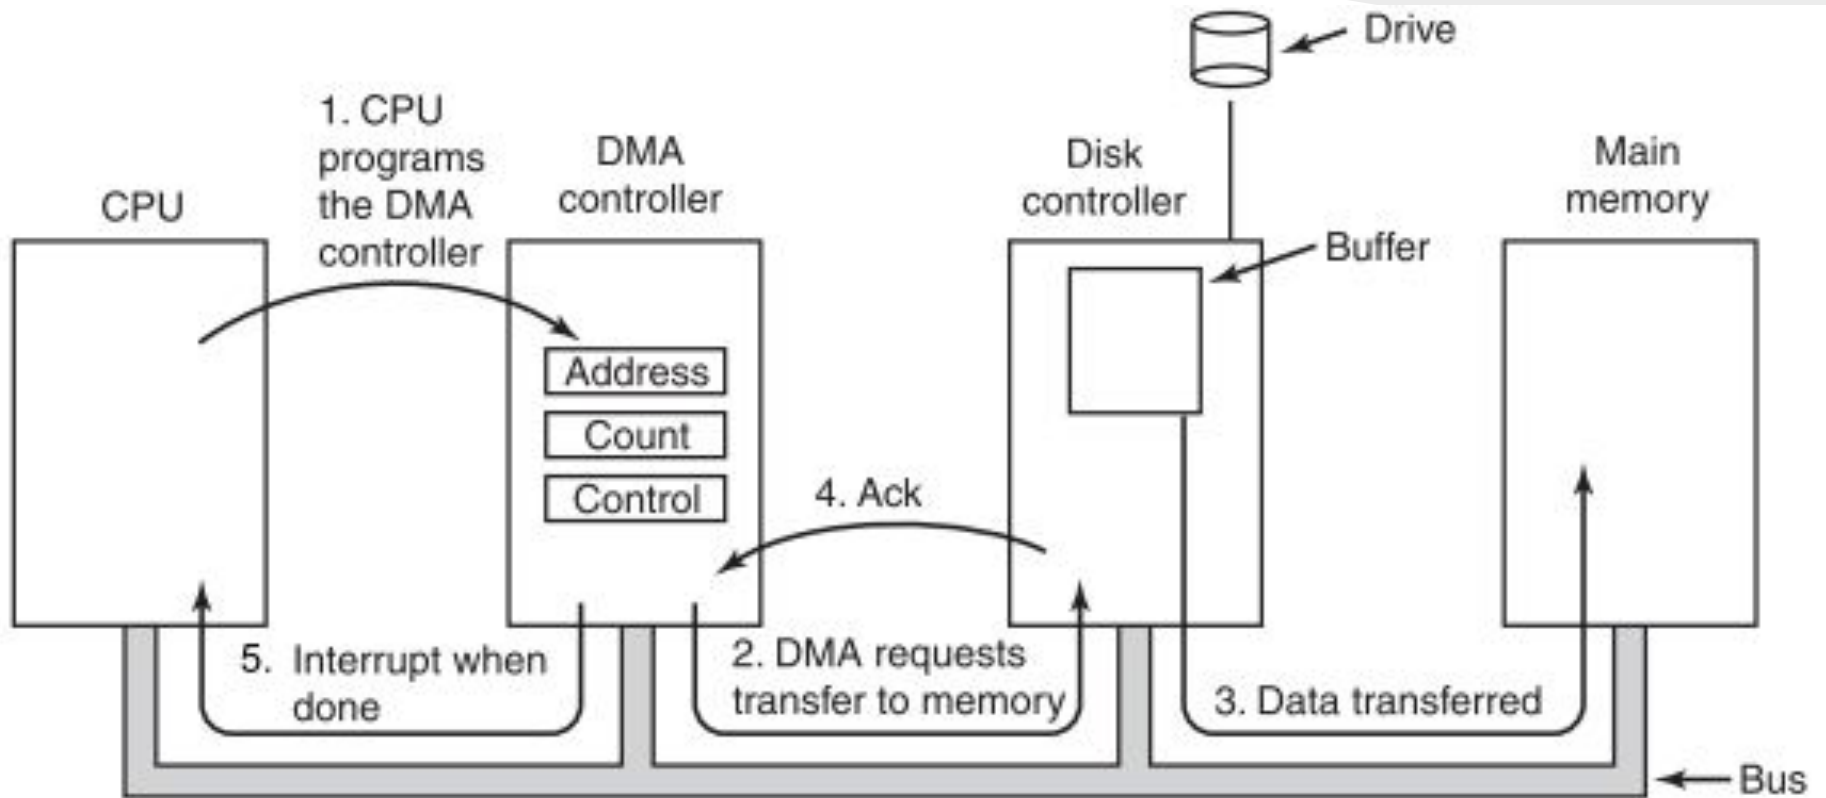 Drive
1. CPU
programs
the DMA
controller
DMA
controller
Disk
controller
Main
memory
CPU
Buffer
Address
Count
Control
4. Ack
5. Interrupt when
done
2. DMA requests
transfer to memory
3. Data transferred
Bus